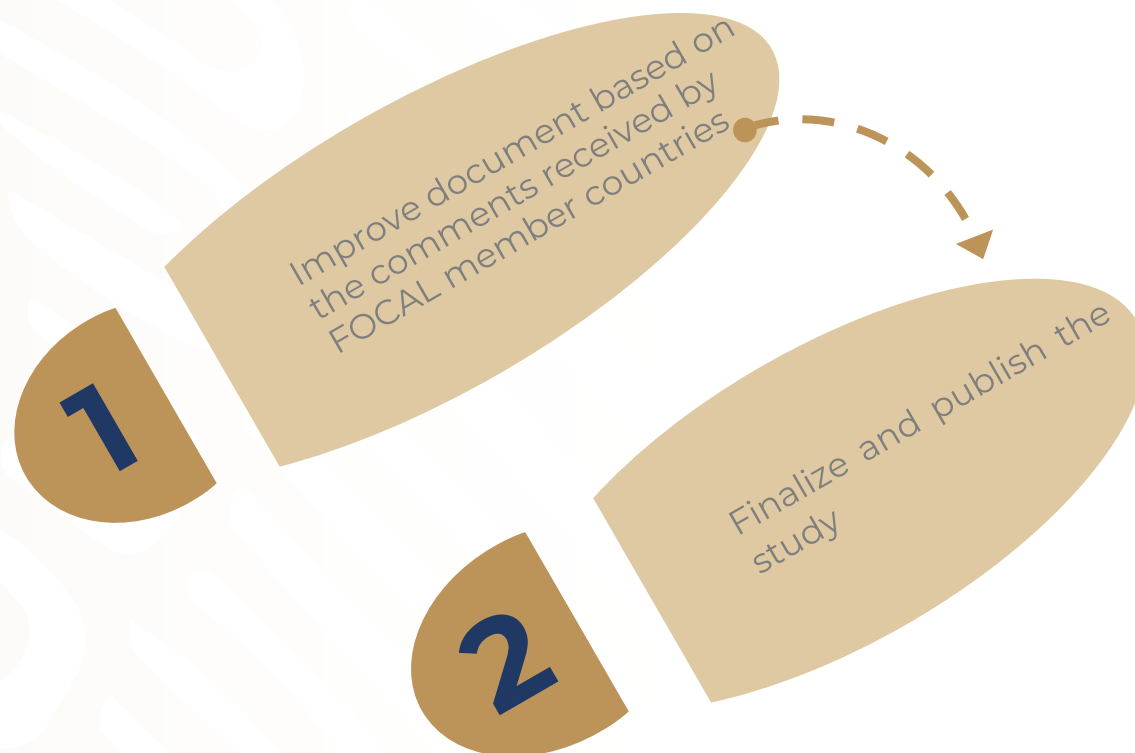 1
Improve document based on
the comments received by
FOCAL member countries
2
Finalize and publish the
study